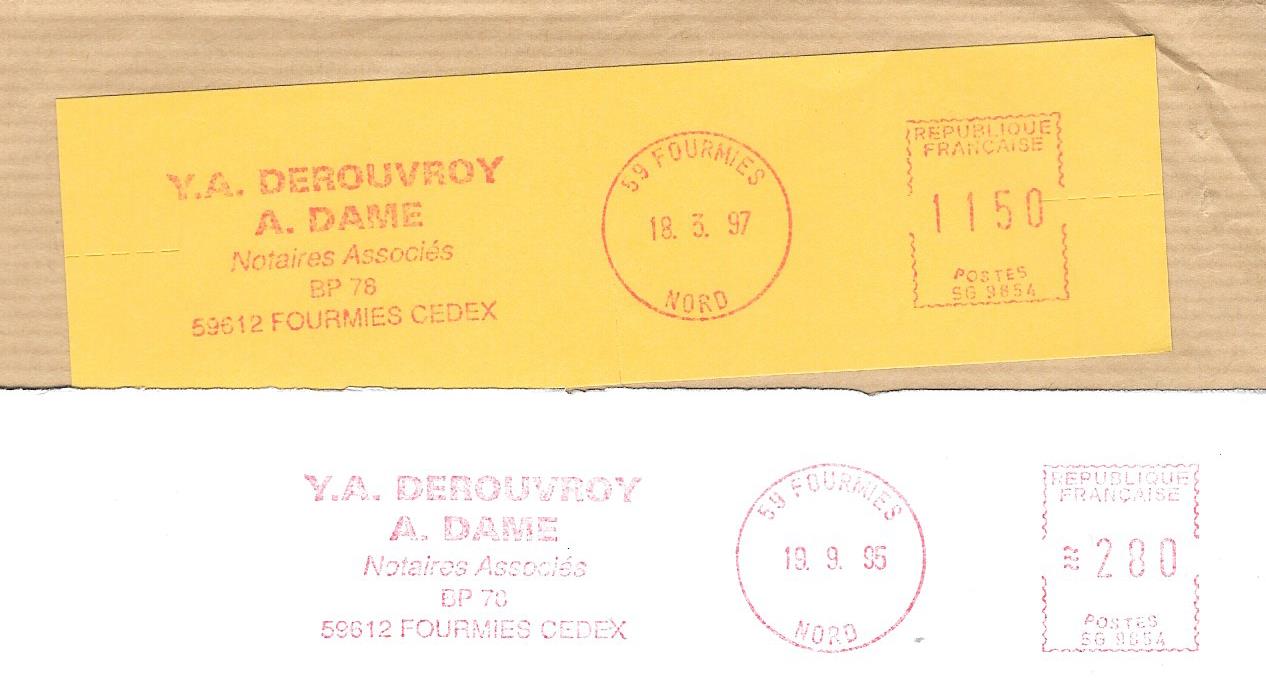 Y.A. DEROUVROY
A. DAME
Notaires Associés
BP 78
59612 FOURMIES CEDEX
59 FOURMIES
18. 3. 97
NORD
REPUBLIQUE
FRANCAISE
1150
POSTES
SG 9854
Y.A. DEROUVROY
A. DAME
Notaires Associés
BP 78
59612 FOURMIES CEDEX
59 FOURMIES
19. 9. 95
NORD
REPUBLIQUE
FRANCAISE
280
POSTES
SG 9854